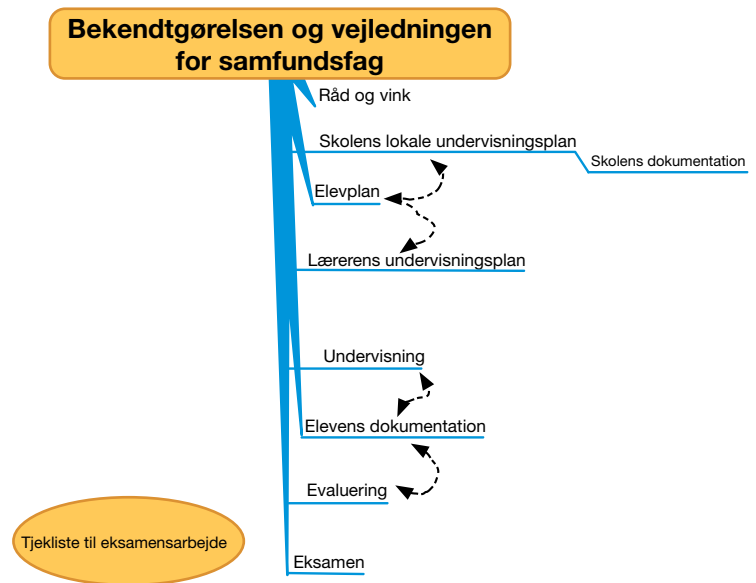 Bekendtgørelsen og vejledningen
for samfundsfag
Råd og vink
Skolens lokale undervisningsplan
Skolens dokumentation
Elevplan
Lærerens undervisningsplan
Undervisning
Elevens dokumentation
Evaluering
Tjekliste til eksamensarbejde
Eksamen